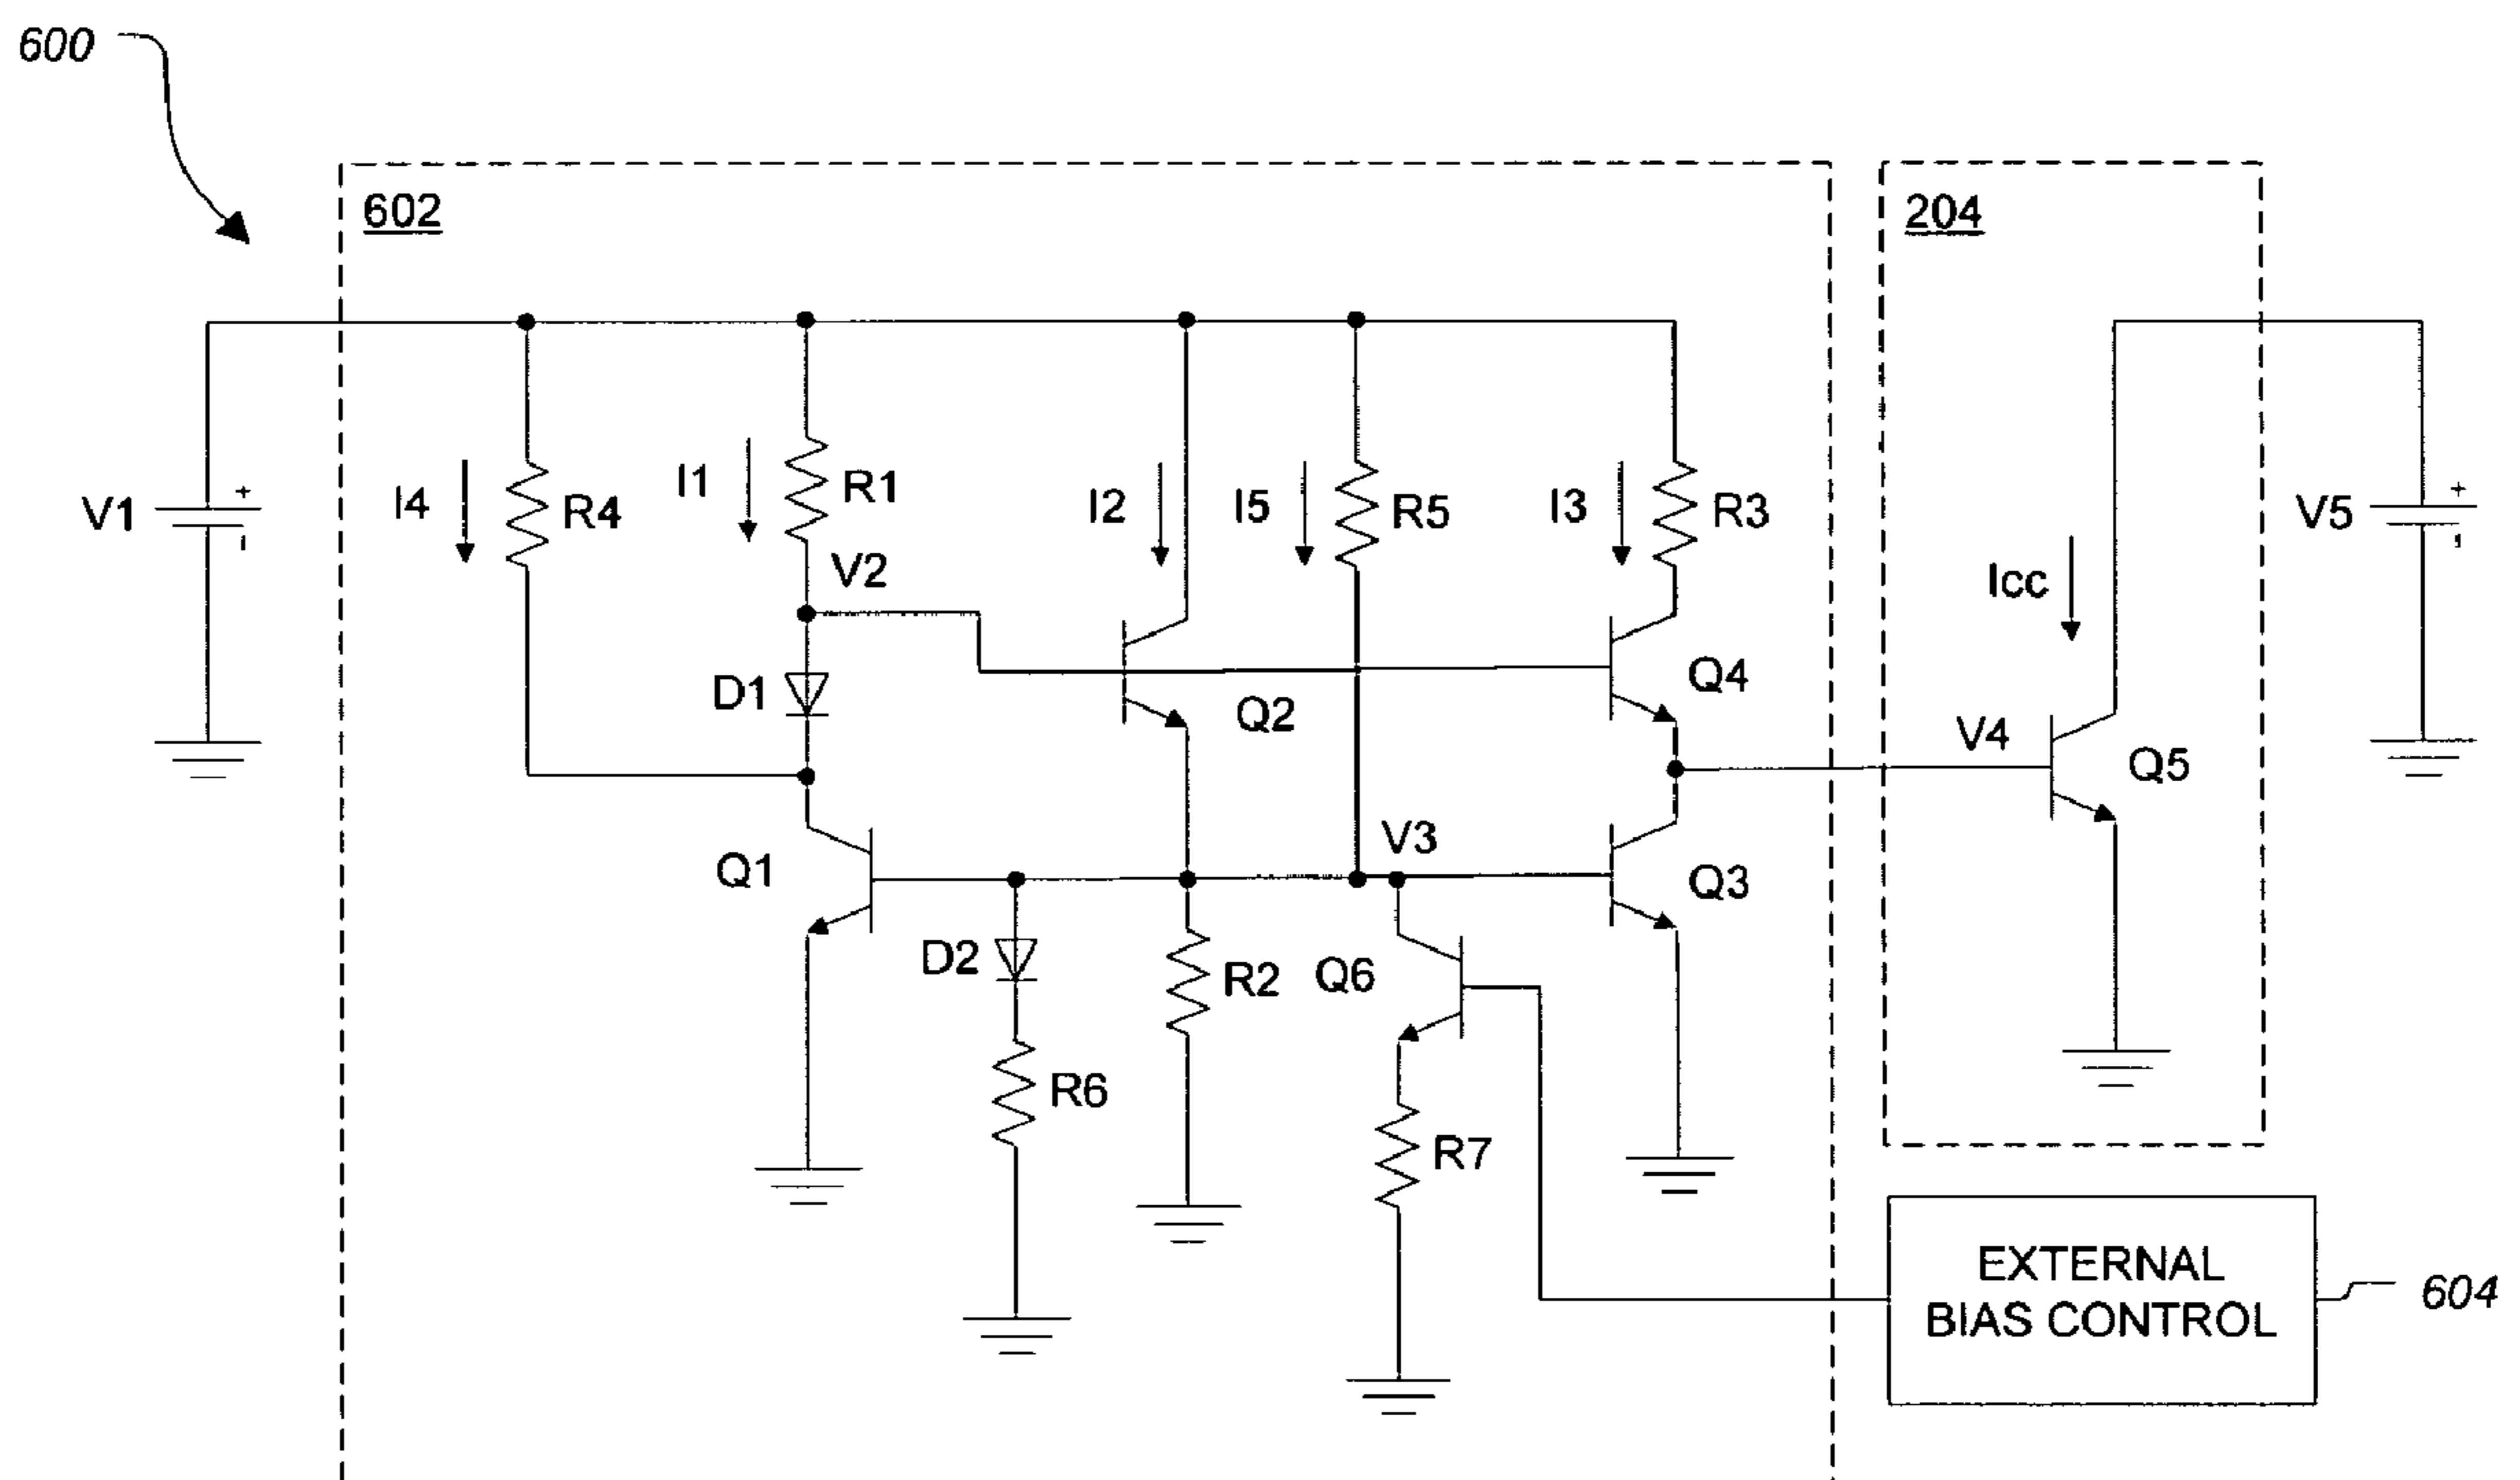 600
602
204
V1
+
-
I4
R4
I1
R1
V2
I2
I5
R5
I3
R3
Icc
V5
+
-
D1
Q2
Q4
V4
Q5
Q1
V3
Q3
D2
R2
Q6
R6
R7
EXTERNAL
BIAS CONTROL
604